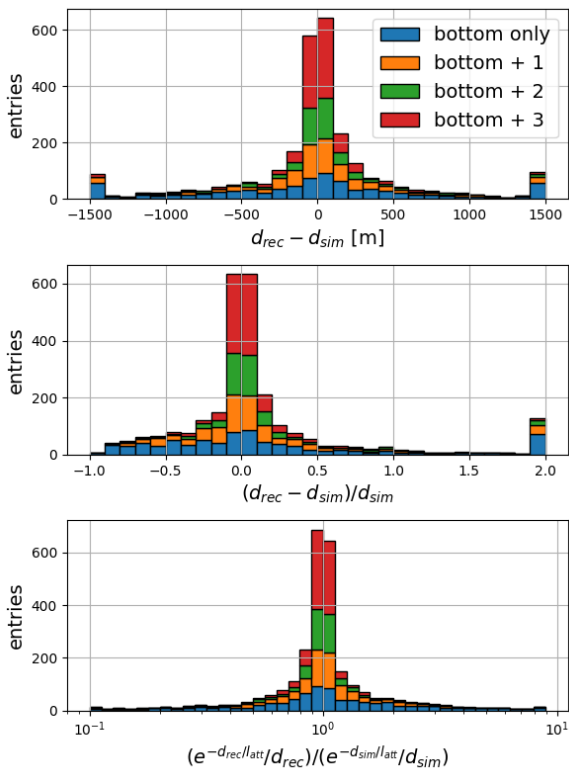 entries
600
400
200
0
bottom only
bottom + 1
bottom + 2
bottom + 3
−1500 −1000 −500 0 500 1000 1500
d_rec − d_sim [m]
entries
600
400
200
0
−1.0 −0.5 0.0 0.5 1.0 1.5 2.0
(d_rec − d_sim)/d_sim
entries
600
400
200
0
10^−1 10^0 10^1
(e^{−d_rec/l_att}/d_rec)/(e^{−d_sim/l_att}/d_sim)